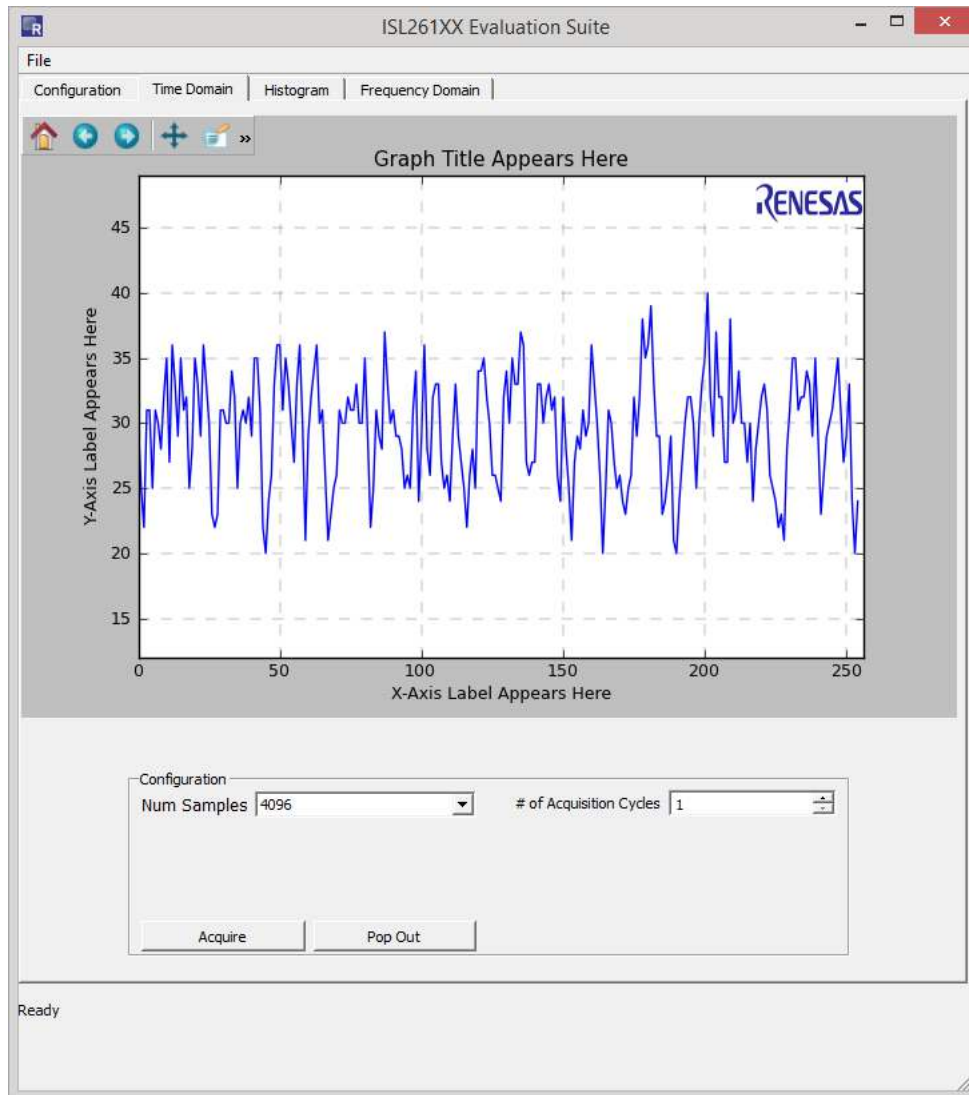 R
ISL261XX Evaluation Suite
File
Configuration Time Domain Histogram Frequency Domain
»
Graph Title Appears Here
RENESAS
Y-Axis Label Appears Here
45
40
35
30
25
20
15
0 50 100 150 200 250
X-Axis Label Appears Here
Configuration
Num Samples 4096 # of Acquisition Cycles 1
Acquire Pop Out
Ready